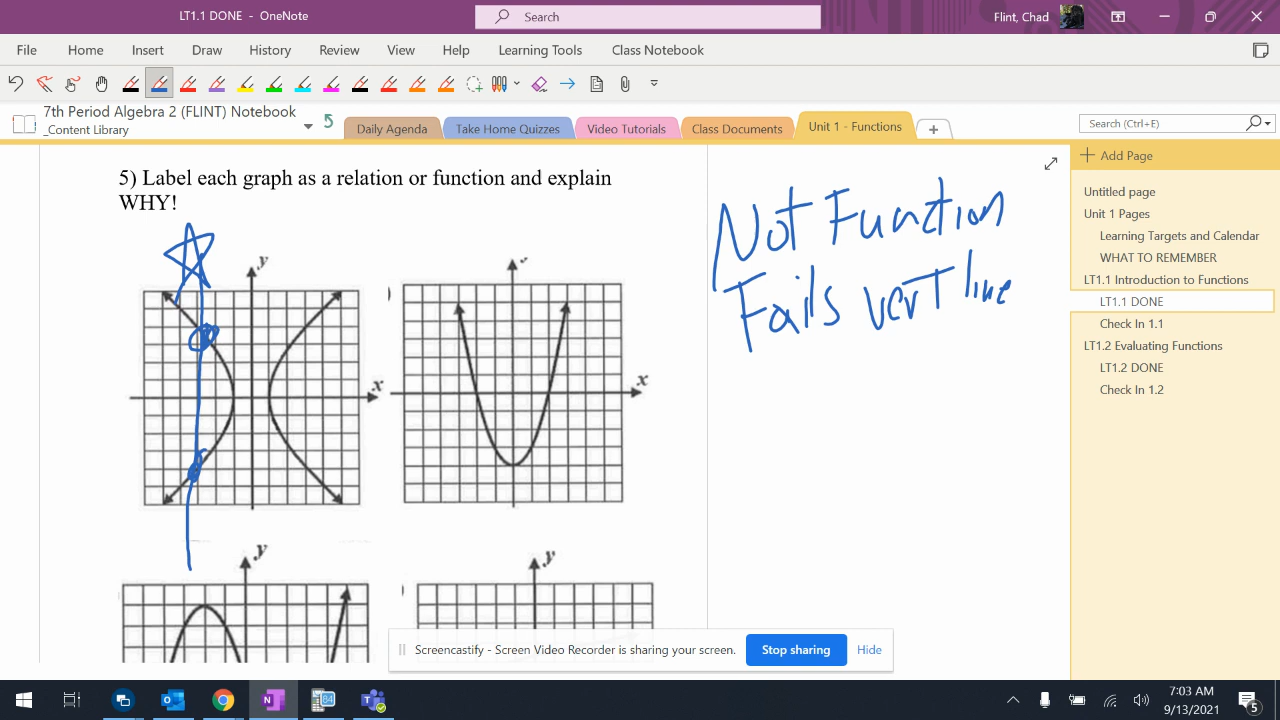 LT1.1 DONE - OneNote
Search
Flint, Chad
File Home Insert Draw History Review View Help Learning Tools Class Notebook
7th Period Algebra 2 (FLINT) Notebook
_Content Library
Daily Agenda
Take Home Quizzes
Video Tutorials
Class Documents
Unit 1 - Functions
Search (Ctrl+E)
Add Page
Untitled page
Unit 1 Pages
Learning Targets and Calendar
WHAT TO REMEMBER
LT1.1 Introduction to Functions
LT1.1 DONE
Check In 1.1
LT1.2 Evaluating Functions
LT1.2 DONE
Check In 1.2
5) Label each graph as a relation or function and explain
WHY!
Not Function
Fails vert line
y
x
x
y
y
Screencastify - Screen Video Recorder is sharing your screen.
Stop sharing
Hide
7:03 AM
9/13/2021
5